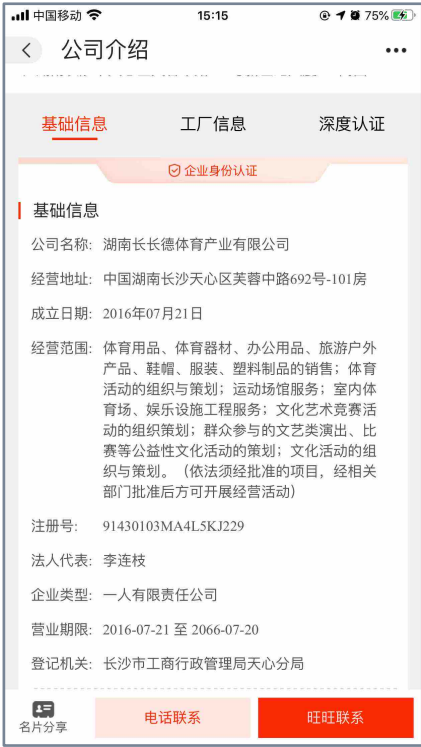 中国移动 15:15 75%
公司介绍
基础信息 工厂信息 深度认证
企业身份认证
基础信息
公司名称: 湖南长长德体育产业有限公司
经营地址: 中国湖南长沙天心区芙蓉中路692号-101房
成立日期: 2016年07月21日
经营范围: 体育用品、体育器材、办公用品、旅游户外
产品、鞋帽、服装、塑料制品的销售；体育
活动的组织与策划；运动场馆服务；室内体
育场、娱乐设施工程服务；文化艺术竞赛活
动的组织策划；群众参与的文艺类演出、比
赛等公益性文化活动的策划；文化活动的组
织与策划。（依法须经批准的项目，经相关
部门批准后方可开展经营活动）
注册号: 91430103MA4L5KJ229
法人代表: 李连枝
企业类型: 一人有限责任公司
营业期限: 2016-07-21 至 2066-07-20
登记机关: 长沙市工商行政管理局天心分局
名片分享 电话联系 旺旺联系